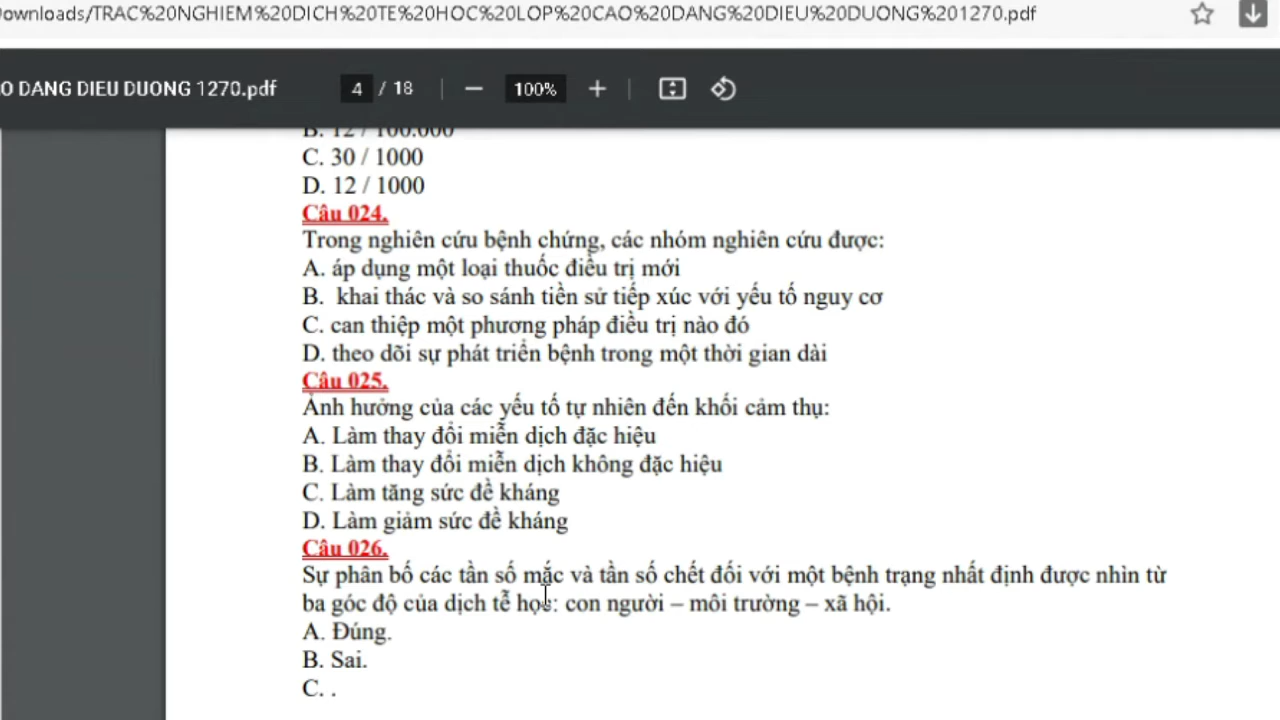 ownloads/TRAC%20NGHIEM%20DICH%20TE%20HOC%20LOP%20CAO%20DANG%20DIEU%20DUONG%201270.pdf
O DANG DIEU DUONG 1270.pdf 4 / 18 — 100% +
B. 12 / 100.000
C. 30 / 1000
D. 12 / 1000
Câu 024.
Trong nghiên cứu bệnh chứng, các nhóm nghiên cứu được:
A. áp dụng một loại thuốc điều trị mới
B. khai thác và so sánh tiền sử tiếp xúc với yếu tố nguy cơ
C. can thiệp một phương pháp điều trị nào đó
D. theo dõi sự phát triển bệnh trong một thời gian dài
Câu 025.
Ảnh hưởng của các yếu tố tự nhiên đến khối cảm thụ:
A. Làm thay đổi miễn dịch đặc hiệu
B. Làm thay đổi miễn dịch không đặc hiệu
C. Làm tăng sức đề kháng
D. Làm giảm sức đề kháng
Câu 026.
Sự phân bố các tần số mắc và tần số chết đối với một bệnh trạng nhất định được nhìn từ
ba góc độ của dịch tễ học: con người – môi trường – xã hội.
A. Đúng.
B. Sai.
C. .